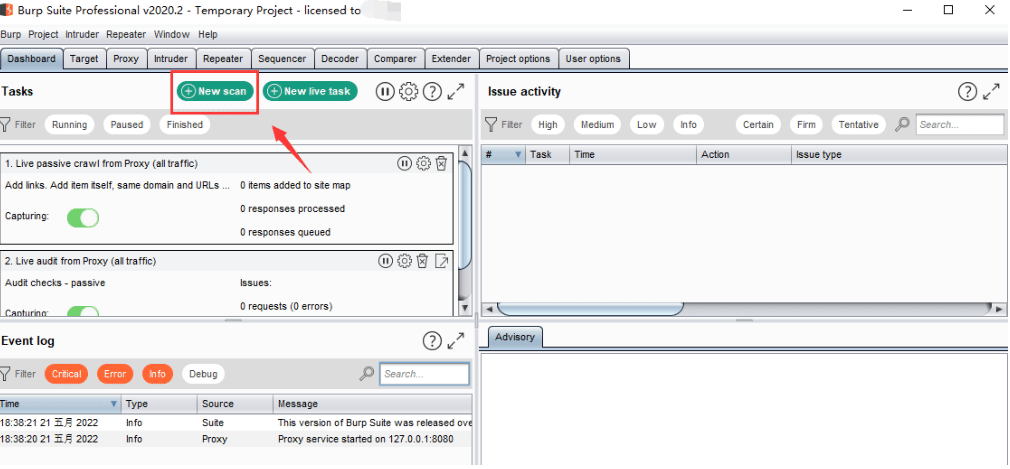 Burp Suite Professional v2020.2 - Temporary Project - licensed to
Burp Project Intruder Repeater Window Help
Dashboard Target Proxy Intruder Repeater Sequencer Decoder Comparer Extender Project options User options
Tasks New scan New live task
Filter Running Paused Finished
1. Live passive crawl from Proxy (all traffic)
Add links. Add item itself, same domain and URLs ... 0 items added to site map
0 responses processed
Capturing:
0 responses queued
2. Live audit from Proxy (all traffic)
Audit checks - passive Issues:
0 requests (0 errors)
Capturing:
Issue activity
Filter High Medium Low Info Certain Firm Tentative Search...
# Task Time Action Issue type
Event log
Filter Critical Error Info Debug Search...
Time Type Source Message
18:38:21 21 五月 2022 Info Suite This version of Burp Suite was released ove
18:38:20 21 五月 2022 Info Proxy Proxy service started on 127.0.0.1:8080
Advisory